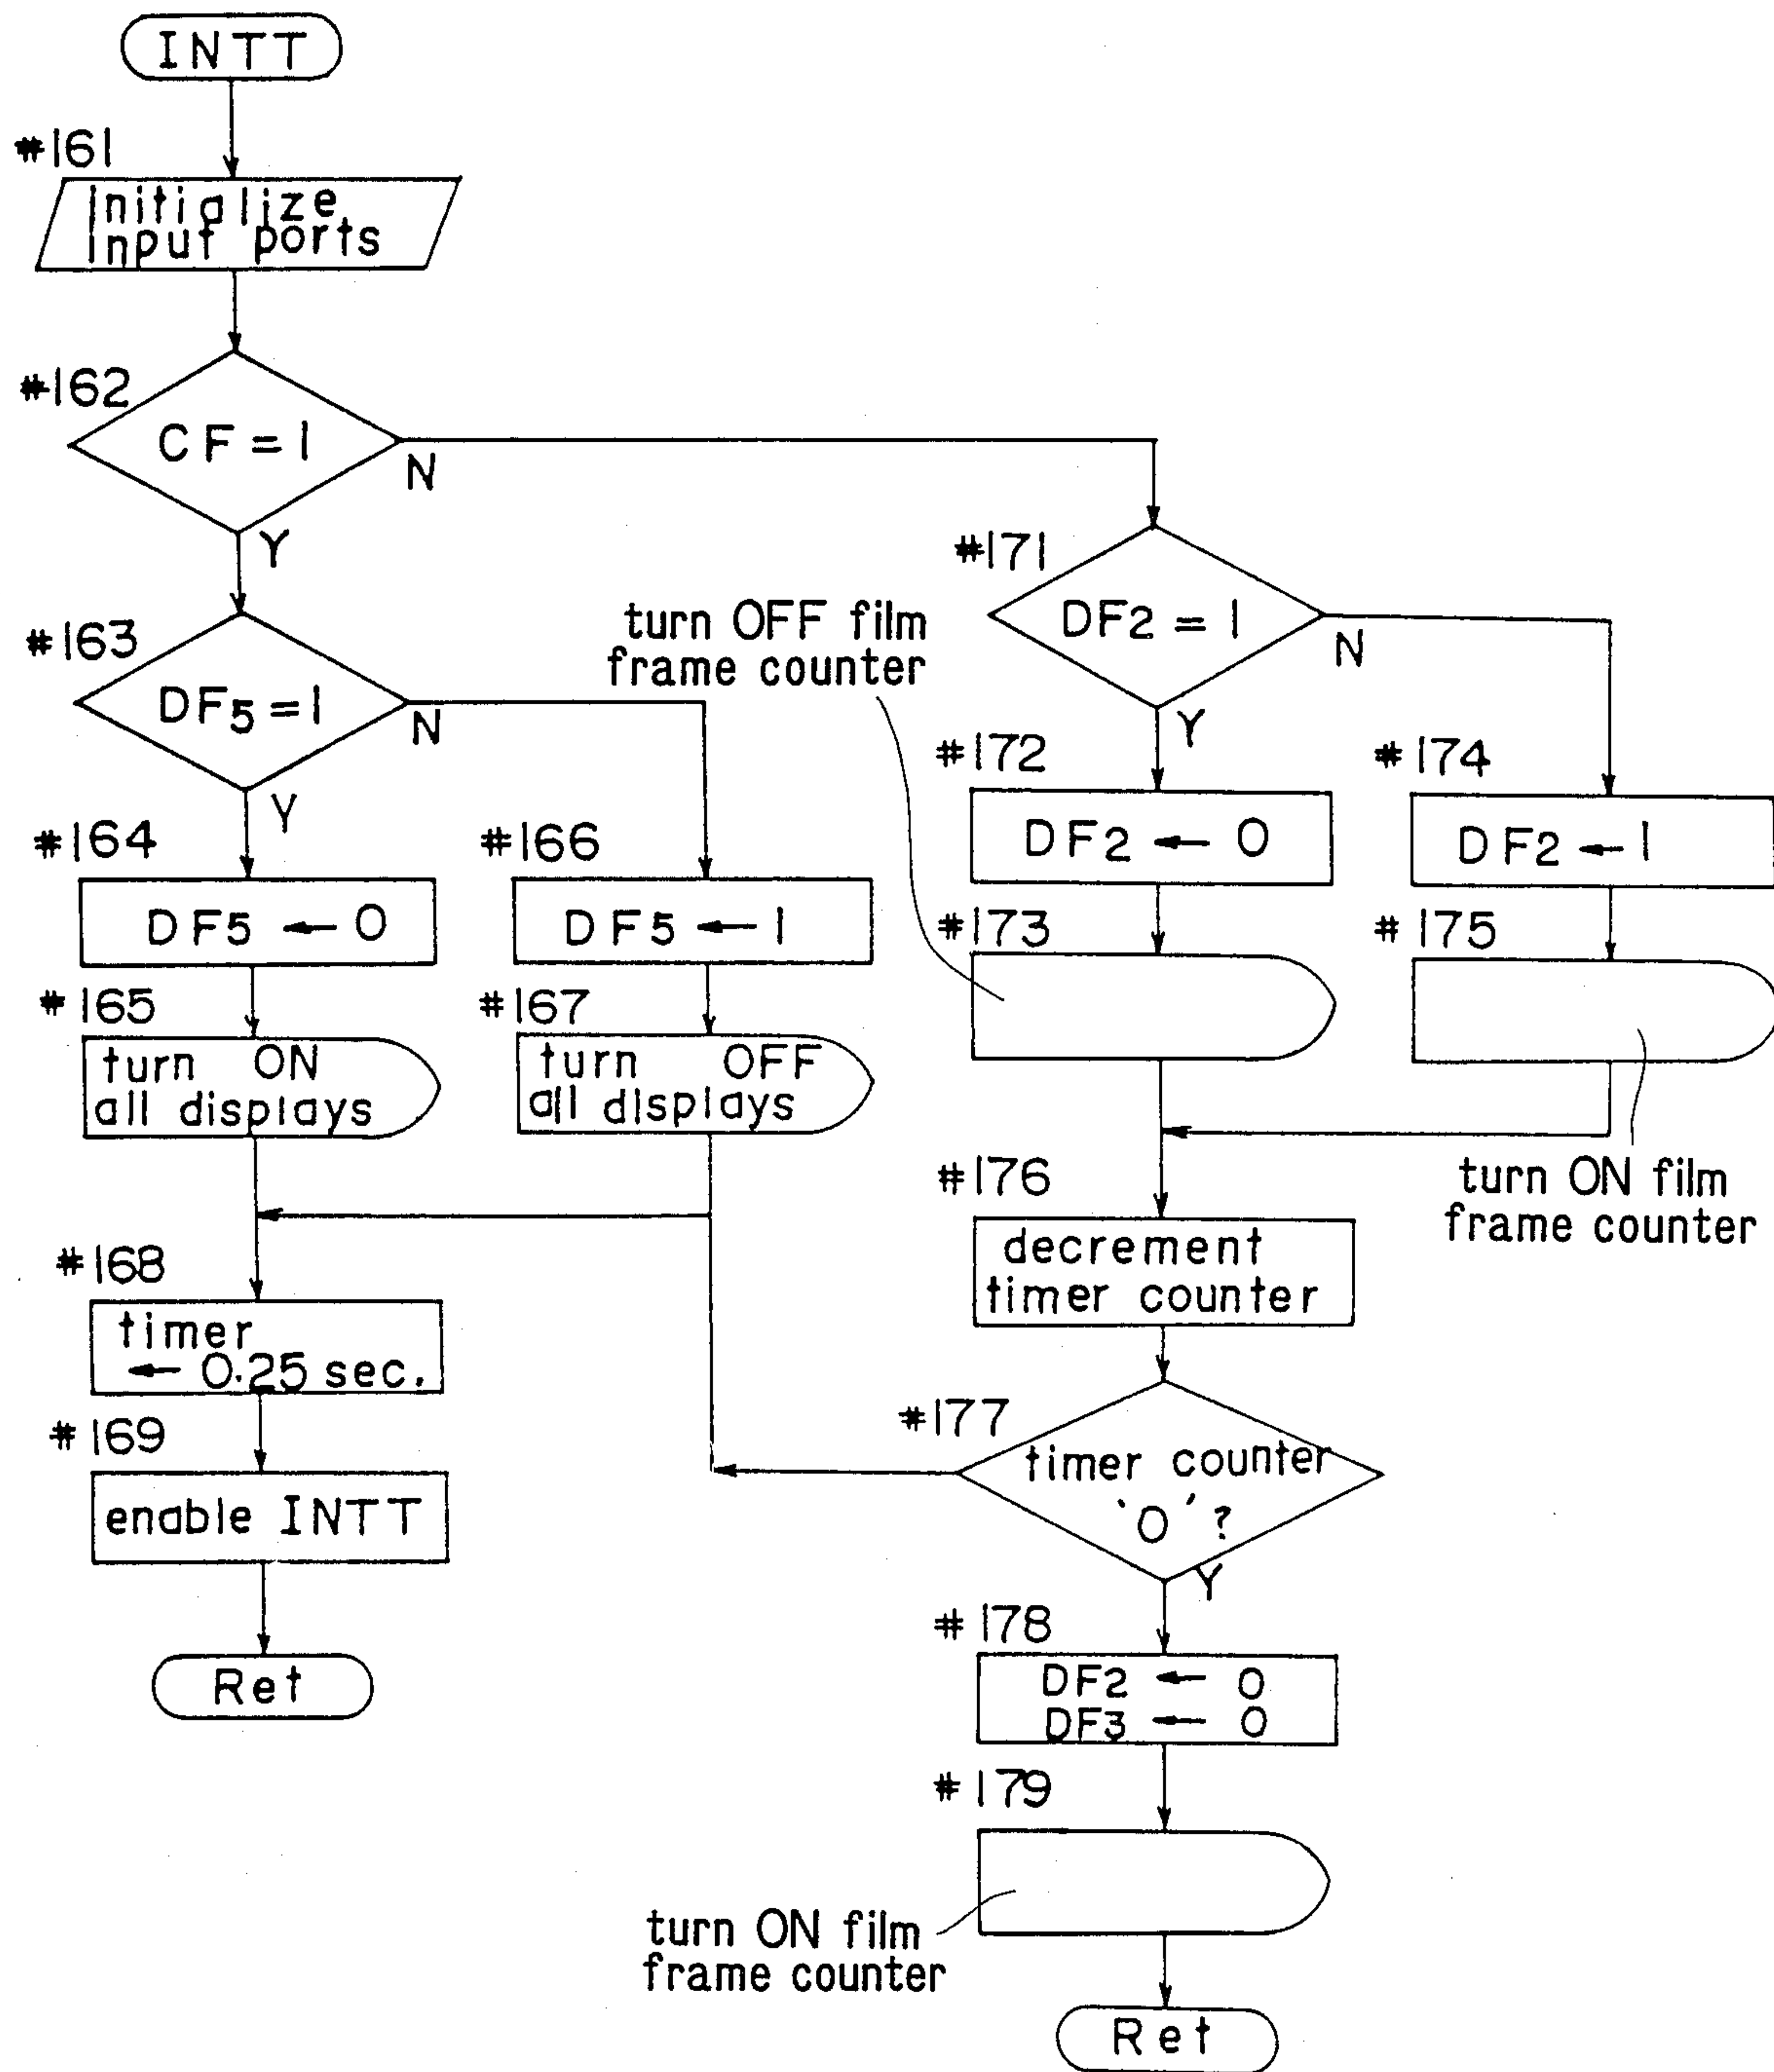 INTT
#161
Initialize
Input ports
#162
CF = 1
N
Y
#163
DF5 = 1
N
Y
#164
DF5 ← 0
#165
turn ON
all displays
#166
DF5 ← 1
#167
turn OFF
all displays
#168
timer
← 0.25 sec.
#169
enable INTT
Ret
#171
DF2 = 1
N
Y
turn OFF film
frame counter
#172
DF2 ← 0
#173
#174
DF2 ← 1
#175
turn ON film
frame counter
#176
decrement
timer counter
#177
timer counter
'0' ?
Y
#178
DF2 ← 0
DF3 ← 0
#179
turn ON film
frame counter
Ret